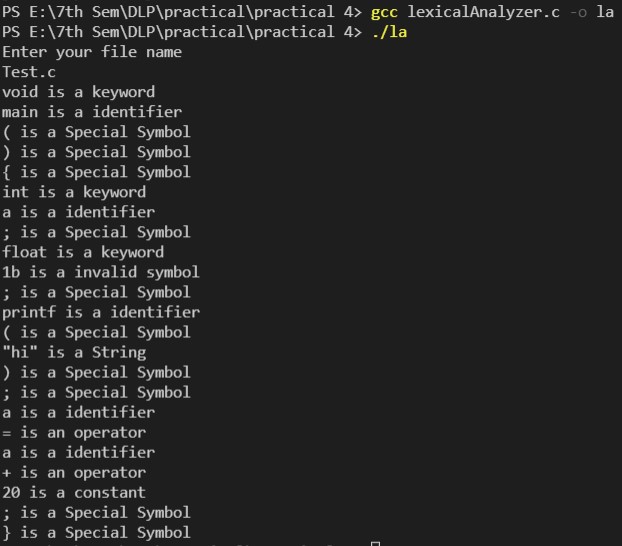 PS E:\7th Sem\DLP\practical\practical 4> gcc lexicalAnalyzer.c -o la
PS E:\7th Sem\DLP\practical\practical 4> ./la
Enter your file name
Test.c
void is a keyword
main is a identifier
( is a Special Symbol
) is a Special Symbol
{ is a Special Symbol
int is a keyword
a is a identifier
; is a Special Symbol
float is a keyword
1b is a invalid symbol
; is a Special Symbol
printf is a identifier
( is a Special Symbol
"hi" is a String
) is a Special Symbol
; is a Special Symbol
a is a identifier
= is an operator
a is a identifier
+ is an operator
20 is a constant
; is a Special Symbol
} is a Special Symbol